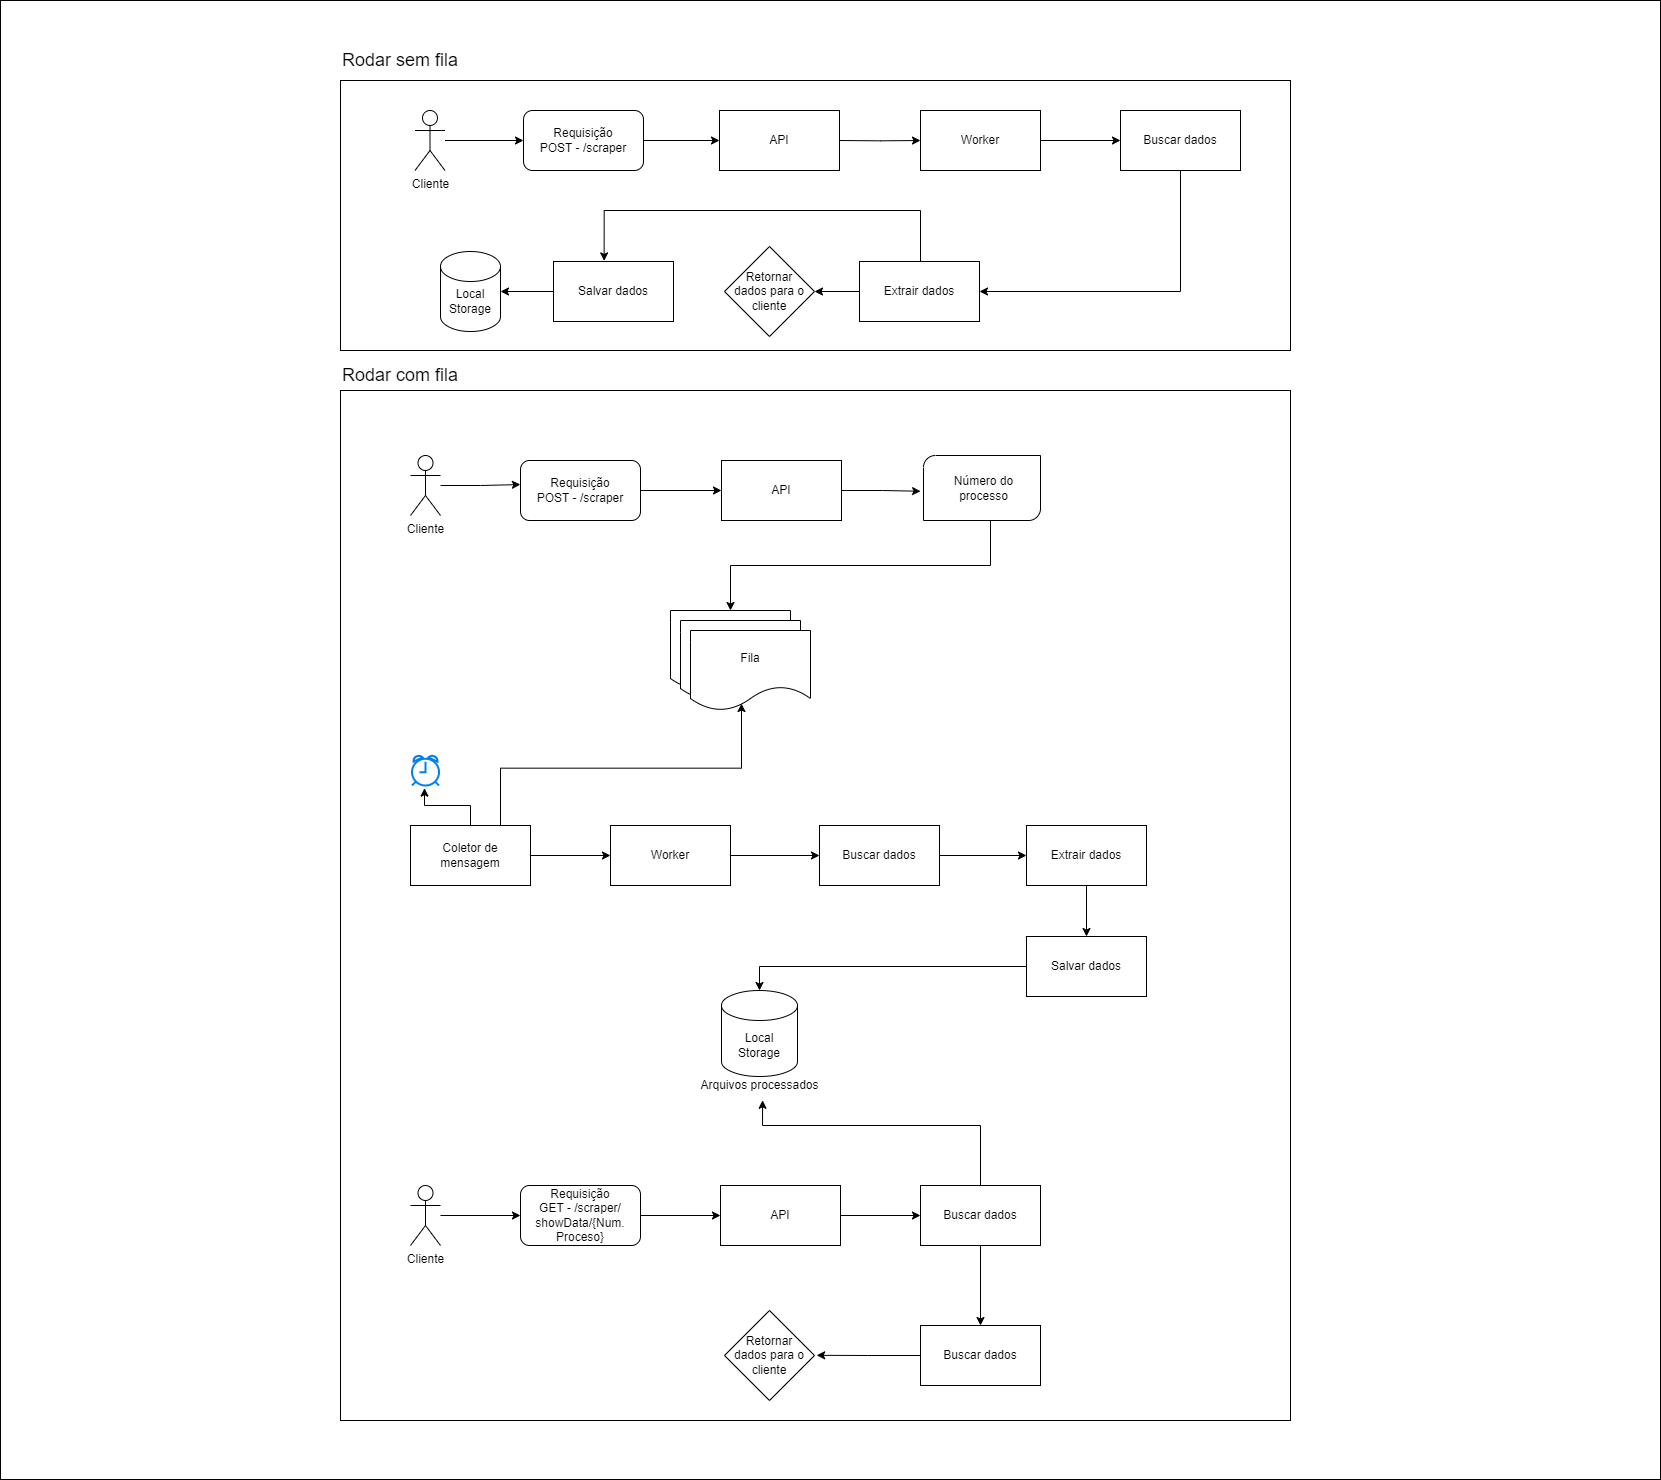 Rodar sem fila
Requisição
POST - /scraper
API
Worker
Buscar dados
Cliente
Local
Storage
Salvar dados
Retornar
dados para o
cliente
Extrair dados
Rodar com fila
Requisição
POST - /scraper
API
Número do
processo
Cliente
Fila
Coletor de
mensagem
Worker
Buscar dados
Extrair dados
Salvar dados
Local
Storage
Arquivos processados
Requisição
GET - /scraper/
showData/{Num.
Proceso}
API
Buscar dados
Cliente
Retornar
dados para o
cliente
Buscar dados